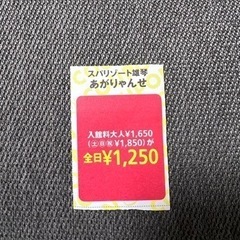 スパリゾート雄琴
あがりゃんせ
入館料大人¥1,650
(㊏㊐㊗¥1,850)が
全日¥1,250